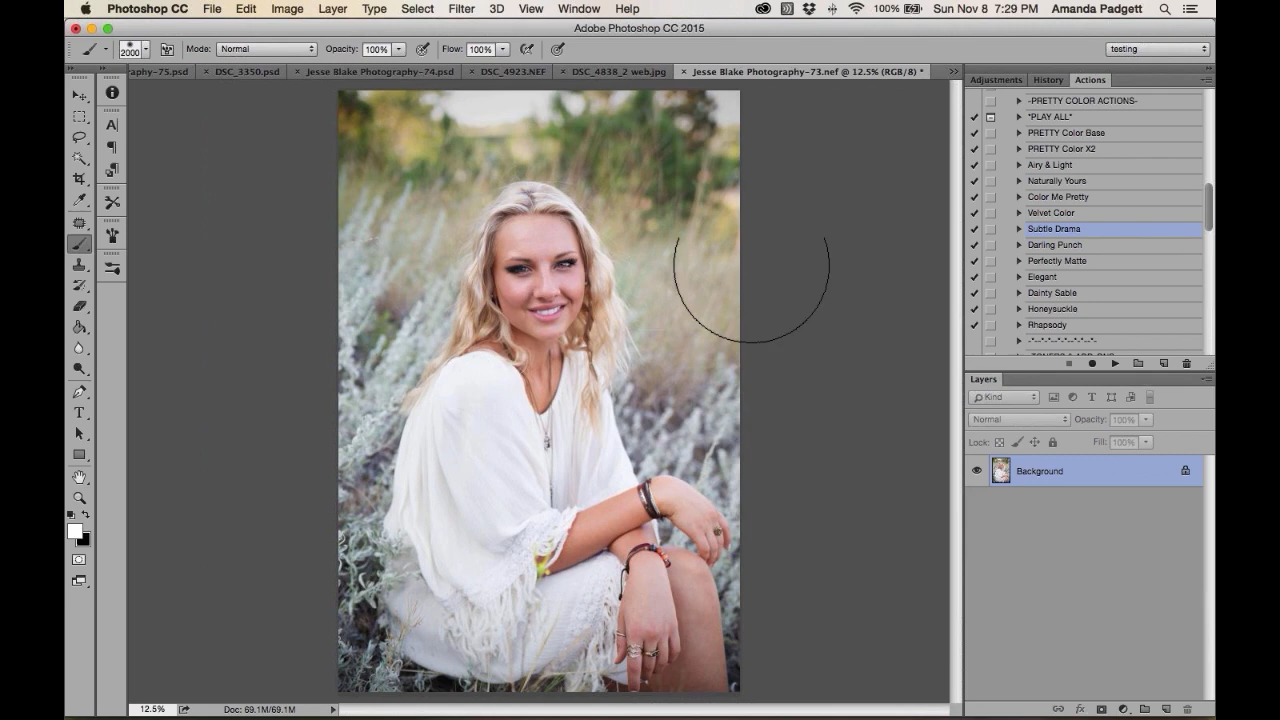 Photoshop CC File Edit Image Layer Type Select Filter 3D View Window Help 100% Sun Nov 8 7:29 PM Amanda Padgett
Adobe Photoshop CC 2015
2000 Mode: Normal Opacity: 100% Flow: 100% testing
raphy-75.psd × DSC_3350.psd × Jesse Blake Photography-74.psd × DSC_4923.NEF × DSC_4838_2 web.jpg × Jesse Blake Photography-73.nef @ 12.5% (RGB/8) *
Adjustments History Actions
-PRETTY COLOR ACTIONS-
*PLAY ALL*
PRETTY Color Base
PRETTY Color X2
Airy & Light
Naturally Yours
Color Me Pretty
Velvet Color
Subtle Drama
Darling Punch
Perfectly Matte
Elegant
Dainty Sable
Honeysuckle
Rhapsody
Layers
Kind
Normal Opacity: 100%
Lock: Fill: 100%
Background
12.5% Doc: 69.1M/69.1M